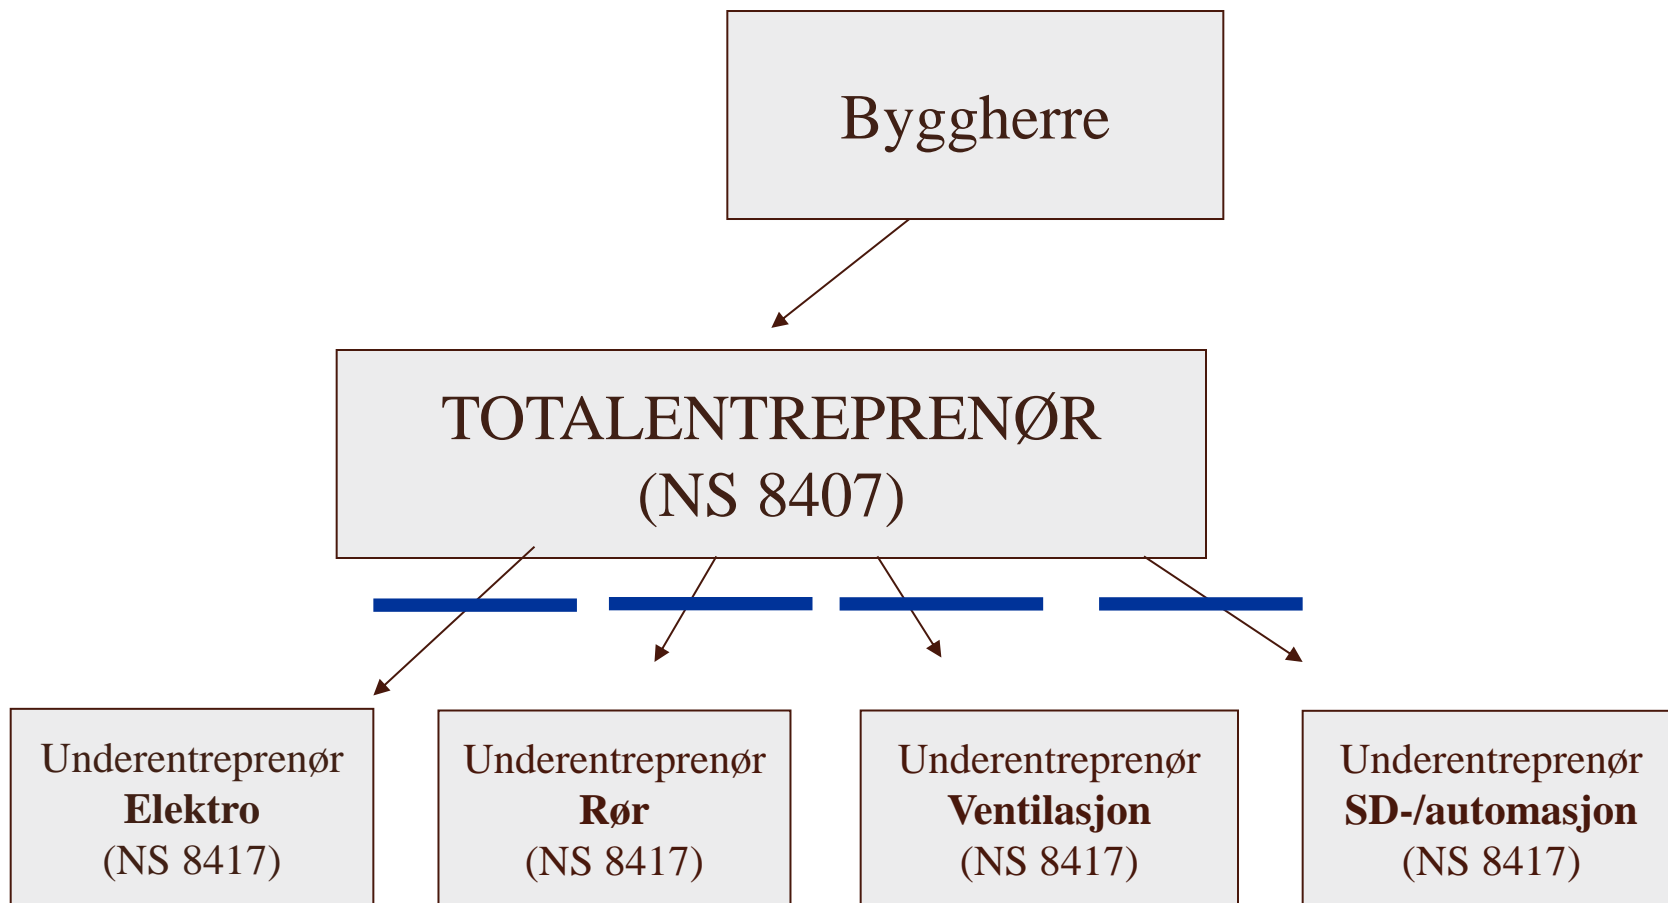 Byggherre
TOTALENTREPRENØR
(NS 8407)
Underentreprenør
Elektro
(NS 8417)
Underentreprenør
Rør
(NS 8417)
Underentreprenør
Ventilasjon
(NS 8417)
Underentreprenør
SD-/automasjon
(NS 8417)